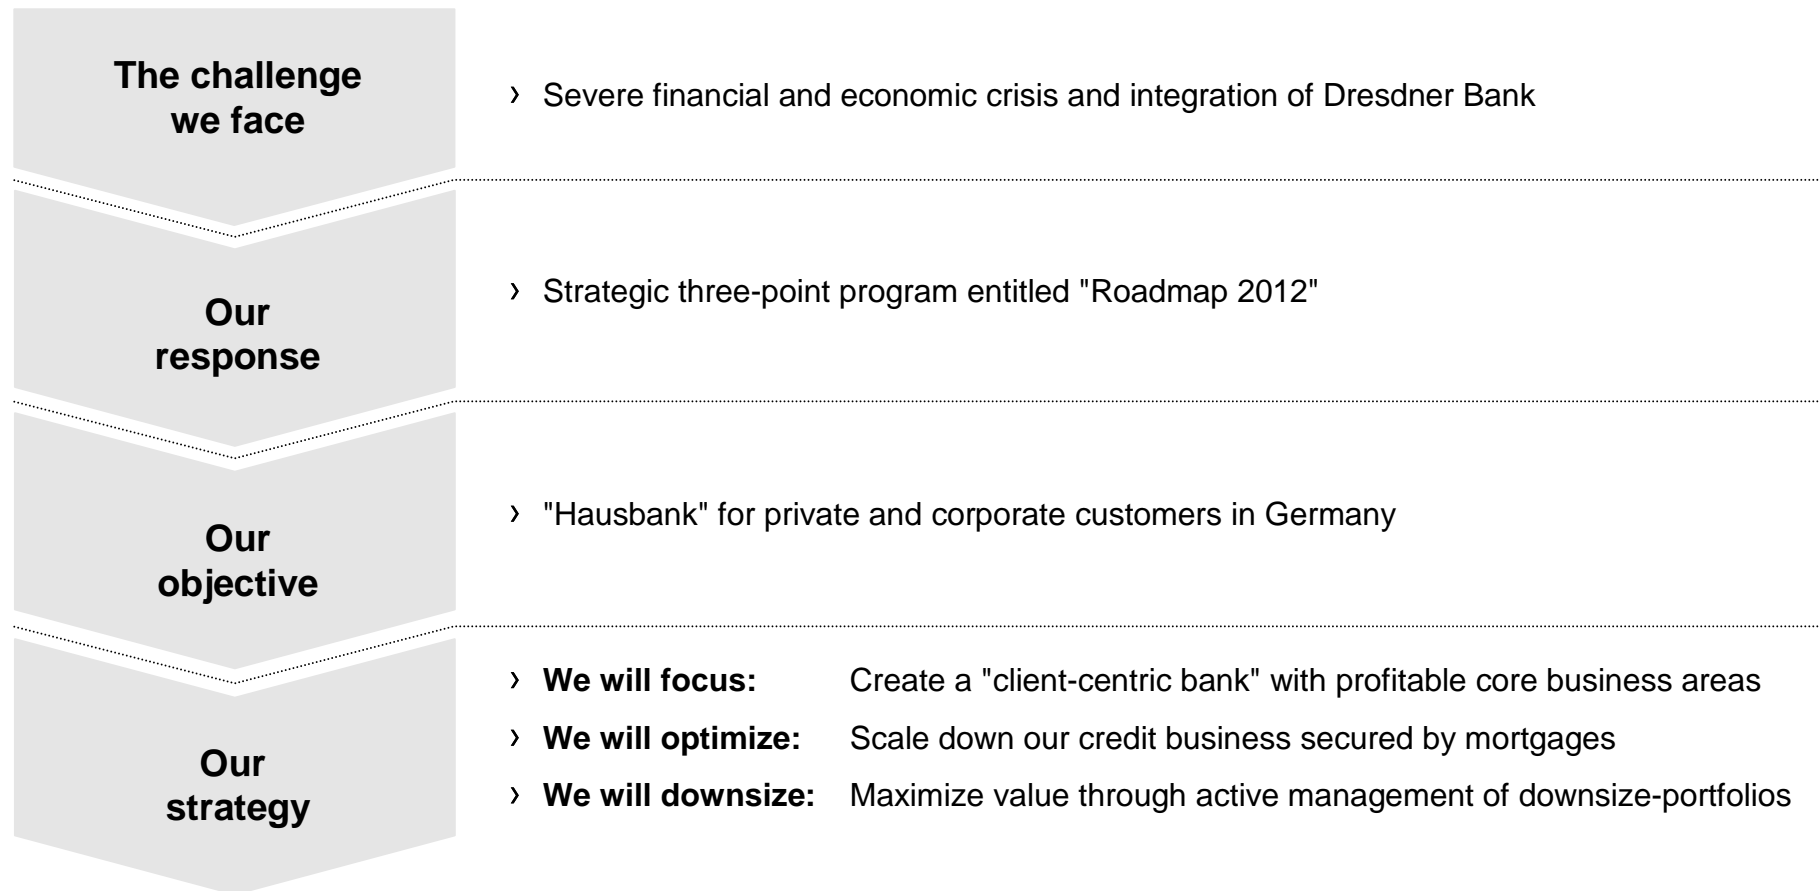 The challenge
we face
› Severe financial and economic crisis and integration of Dresdner Bank
Our
response
› Strategic three-point program entitled "Roadmap 2012"
Our
objective
› "Hausbank" for private and corporate customers in Germany
Our
strategy
› We will focus: Create a "client-centric bank" with profitable core business areas
› We will optimize: Scale down our credit business secured by mortgages
› We will downsize: Maximize value through active management of downsize-portfolios